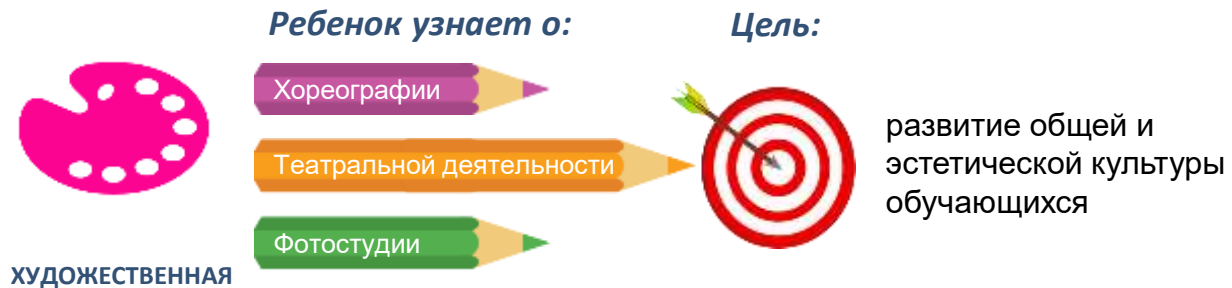 Ребенок узнает о:
Цель:
Хореографии
Театральной деятельности
Фотостудии
развитие общей и
эстетической культуры
обучающихся
ХУДОЖЕСТВЕННАЯ